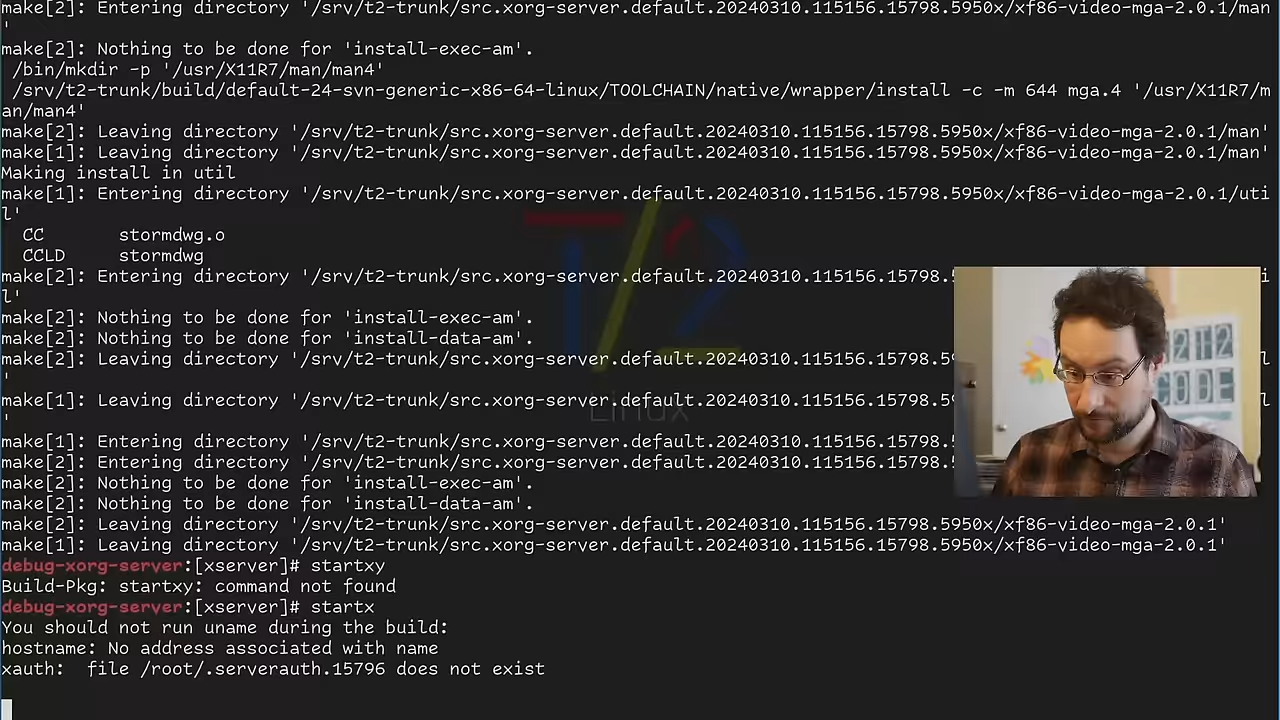 make[2]: Entering directory '/srv/t2-trunk/src.xorg-server.default.20240310.115156.15798.5950x/xf86-video-mga-2.0.1/man
'
make[2]: Nothing to be done for 'install-exec-am'.
/bin/mkdir -p '/usr/X11R7/man/man4'
/srv/t2-trunk/build/default-24-svn-generic-x86-64-linux/TOOLCHAIN/native/wrapper/install -c -m 644 mga.4 '/usr/X11R7/m
an/man4'
make[2]: Leaving directory '/srv/t2-trunk/src.xorg-server.default.20240310.115156.15798.5950x/xf86-video-mga-2.0.1/man'
make[1]: Leaving directory '/srv/t2-trunk/src.xorg-server.default.20240310.115156.15798.5950x/xf86-video-mga-2.0.1/man'
Making install in util
make[1]: Entering directory '/srv/t2-trunk/src.xorg-server.default.20240310.115156.15798.5950x/xf86-video-mga-2.0.1/uti
l'
CC stormdwg.o
CCLD stormdwg
make[2]: Entering directory '/srv/t2-trunk/src.xorg-server.default.20240310.115156.15798.5 i
l'
make[2]: Nothing to be done for 'install-exec-am'.
make[2]: Nothing to be done for 'install-data-am'.
make[2]: Leaving directory '/srv/t2-trunk/src.xorg-server.default.20240310.115156.15798.59 l
'
make[1]: Leaving directory '/srv/t2-trunk/src.xorg-server.default.20240310.115156.15798.59 l
'
make[1]: Entering directory '/srv/t2-trunk/src.xorg-server.default.20240310.115156.15798.5
make[2]: Entering directory '/srv/t2-trunk/src.xorg-server.default.20240310.115156.15798.5
make[2]: Nothing to be done for 'install-exec-am'.
make[2]: Nothing to be done for 'install-data-am'.
make[2]: Leaving directory '/srv/t2-trunk/src.xorg-server.default.20240310.115156.15798.5950x/xf86-video-mga-2.0.1'
make[1]: Leaving directory '/srv/t2-trunk/src.xorg-server.default.20240310.115156.15798.5950x/xf86-video-mga-2.0.1'
debug-xorg-server:[xserver]# startxy
Build-Pkg: startxy: command not found
debug-xorg-server:[xserver]# startx
You should not run uname during the build:
hostname: No address associated with name
xauth:  file /root/.serverauth.15796 does not exist
T/2
Linux
2T2
CODE